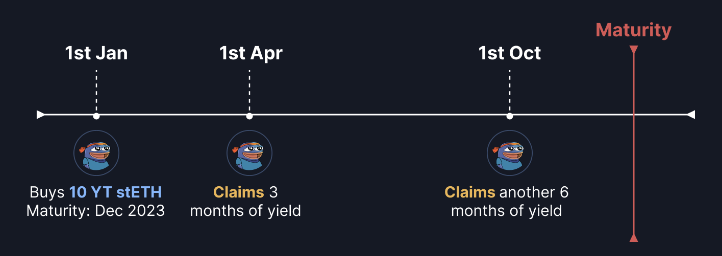 Maturity
1st Jan
1st Apr
1st Oct
Buys 10 YT stETH
Maturity: Dec 2023
Claims 3
months of yield
Claims another 6
months of yield